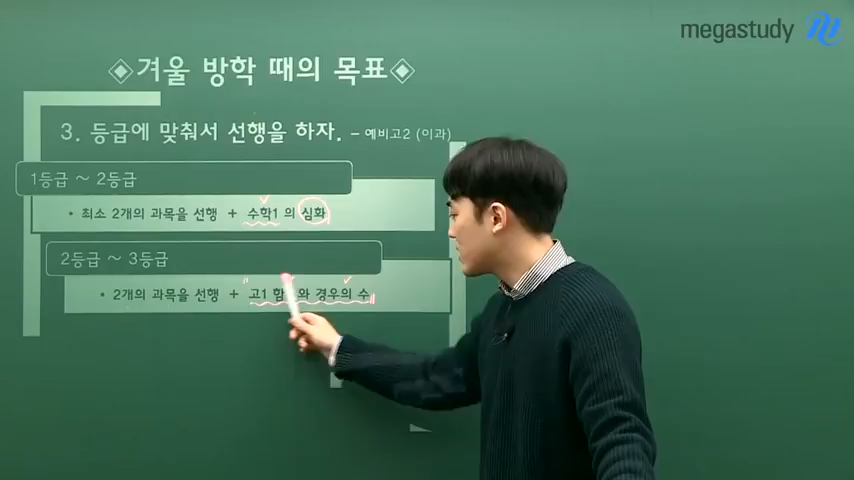 megastudy
◈겨울 방학 때의 목표◈
3. 등급에 맞춰서 선행을 하자. – 예비고2 (이과)
1등급 ~ 2등급
• 최소 2개의 과목을 선행 + 수학1 의 심화
2등급 ~ 3등급
• 2개의 과목을 선행 + 고1 함 와 경우의 수